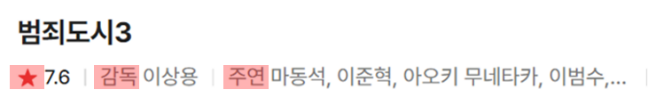 범죄도시3
★ 7.6 | 감독 이상용 | 주연 마동석, 이준혁, 아오키 무네타카, 이범수,... |